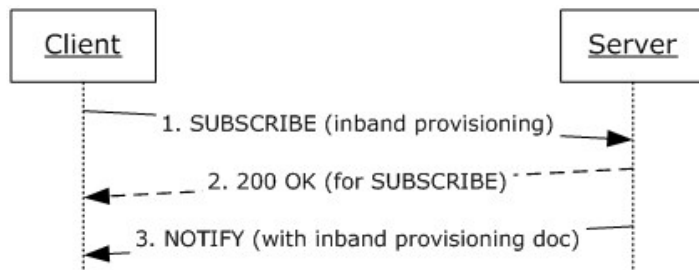 Client
Server
1. SUBSCRIBE (inband provisioning)
2. 200 OK (for SUBSCRIBE)
3. NOTIFY (with inband provisioning doc)